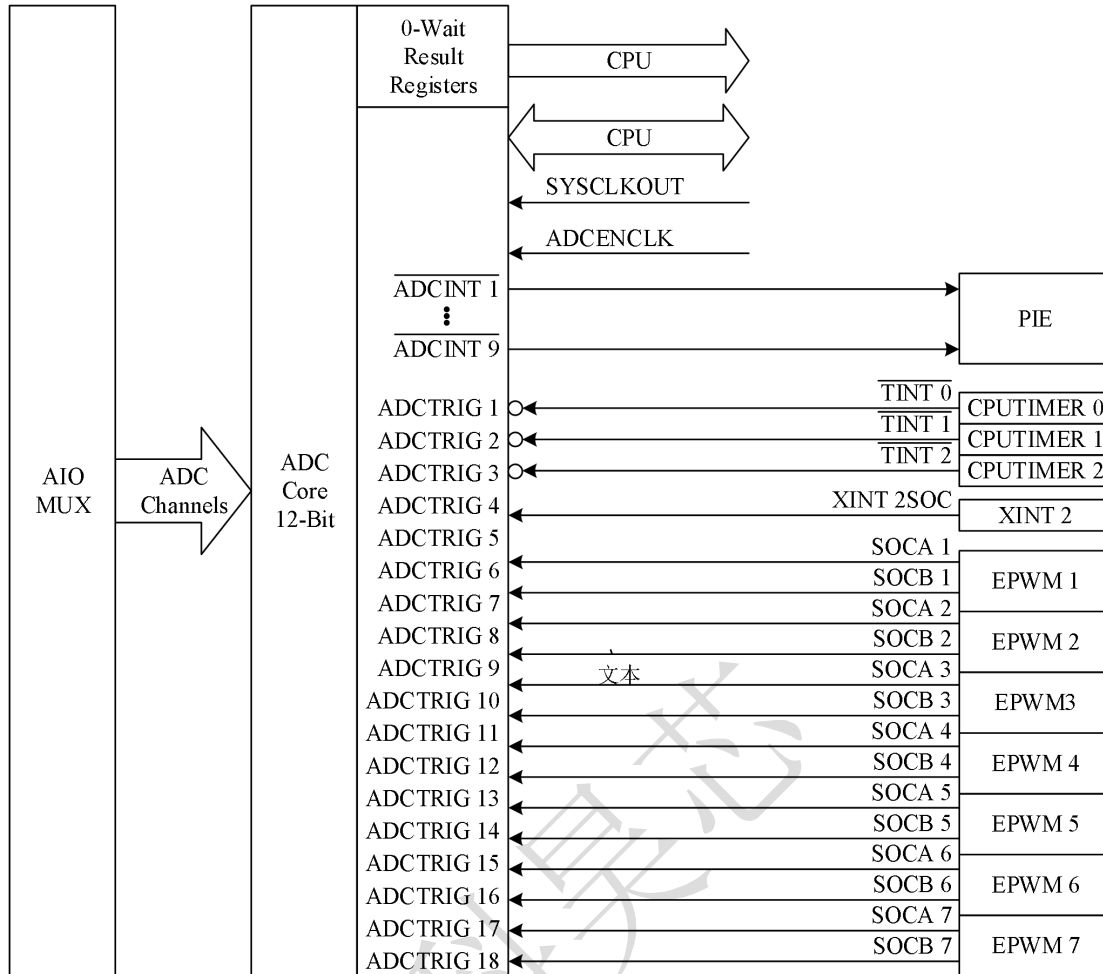 0-Wait
Result
Registers
CPU
CPU
SYSCLKOUT
ADCENCLK
ADCINT 1
ADCINT 9
PIE
AIO
MUX
ADC
Channels
ADC
Core
12-Bit
ADCTRIG 1
TINT 0
CPUTIMER 0
ADCTRIG 2
TINT 1
CPUTIMER 1
ADCTRIG 3
TINT 2
CPUTIMER 2
ADCTRIG 4
XINT 2SOC
XINT 2
ADCTRIG 5
SOCA 1
EPWM 1
ADCTRIG 6
SOCB 1
ADCTRIG 7
SOCA 2
EPWM 2
ADCTRIG 8
SOCB 2
ADCTRIG 9
文本
SOCA 3
EPWM3
ADCTRIG 10
SOCB 3
ADCTRIG 11
SOCA 4
EPWM 4
ADCTRIG 12
SOCB 4
ADCTRIG 13
SOCA 5
EPWM 5
ADCTRIG 14
SOCB 5
ADCTRIG 15
SOCA 6
EPWM 6
ADCTRIG 16
SOCB 6
ADCTRIG 17
SOCA 7
EPWM 7
ADCTRIG 18
SOCB 7
昊芯